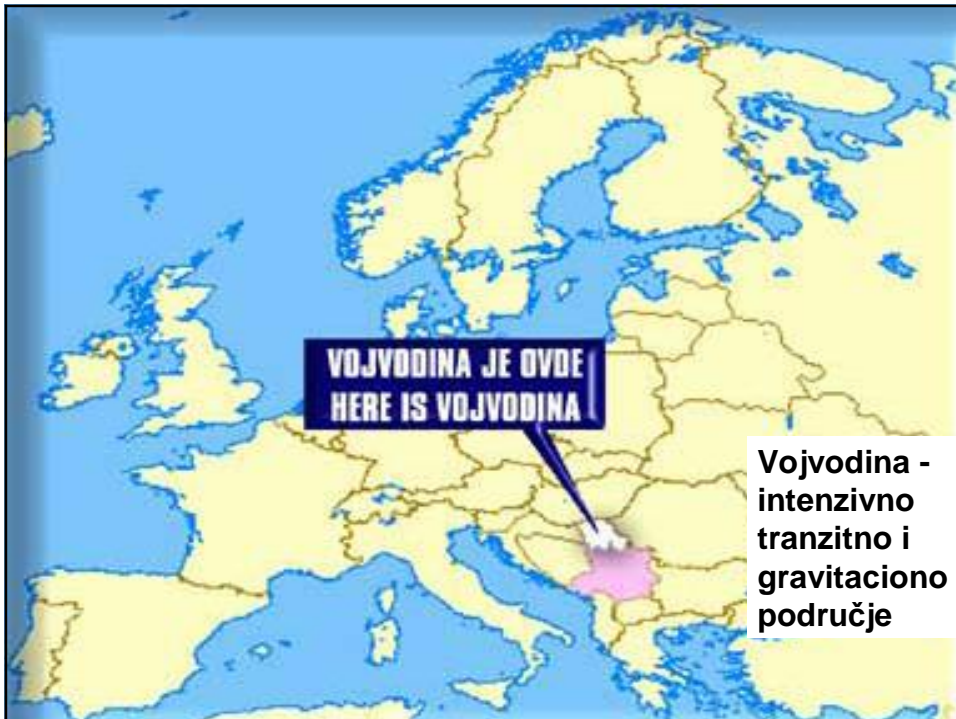 VOJVODINA JE OVDE
HERE IS VOJVODINA
Vojvodina -
intenzivno
tranzitno i
gravitaciono
područje